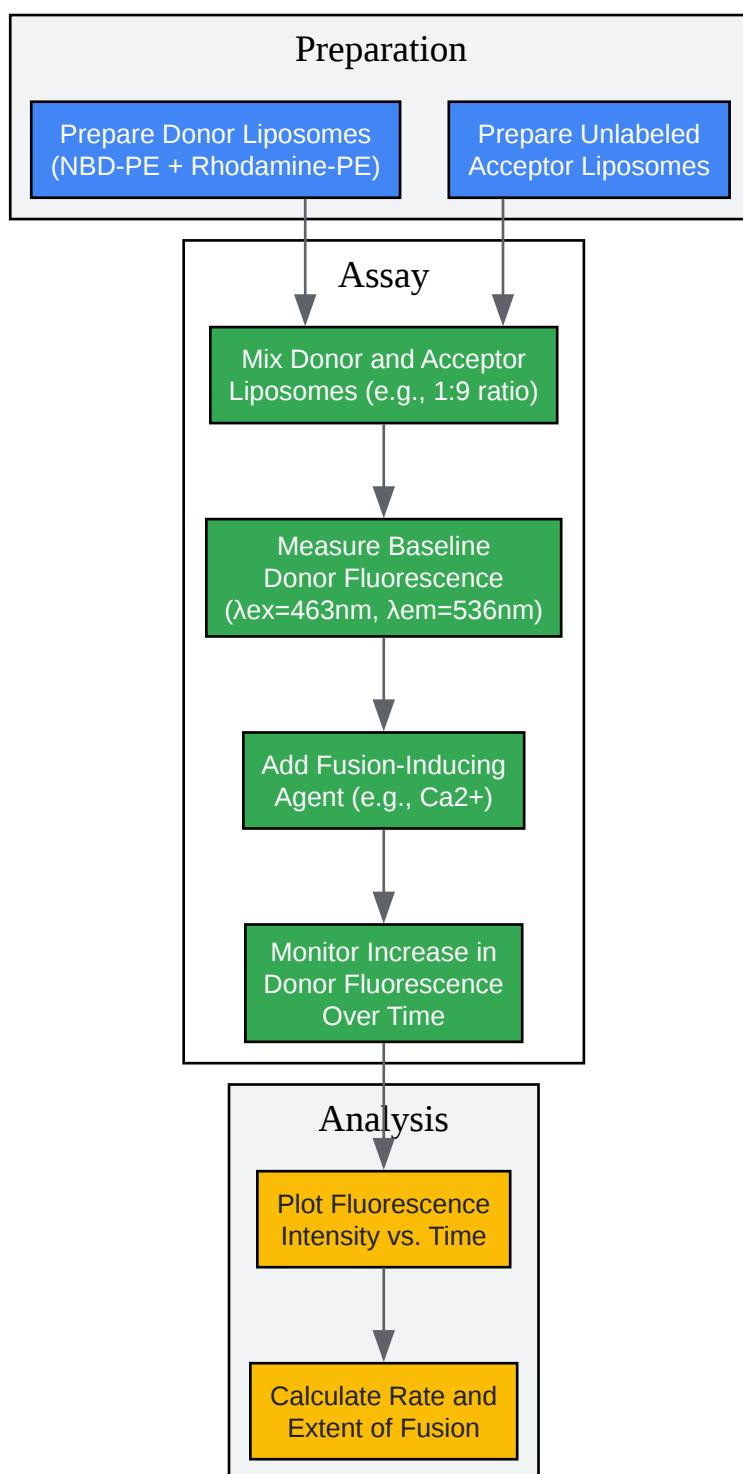 Preparation
Prepare Donor Liposomes
(NBD-PE + Rhodamine-PE)
Prepare Unlabeled
Acceptor Liposomes
Assay
Mix Donor and Acceptor
Liposomes (e.g., 1:9 ratio)
Measure Baseline
Donor Fluorescence
(λex=463nm, λem=536nm)
Add Fusion-Inducing
Agent (e.g., Ca2+)
Monitor Increase in
Donor Fluorescence
Over Time
Analysis
Plot Fluorescence
Intensity vs. Time
Calculate Rate and
Extent of Fusion